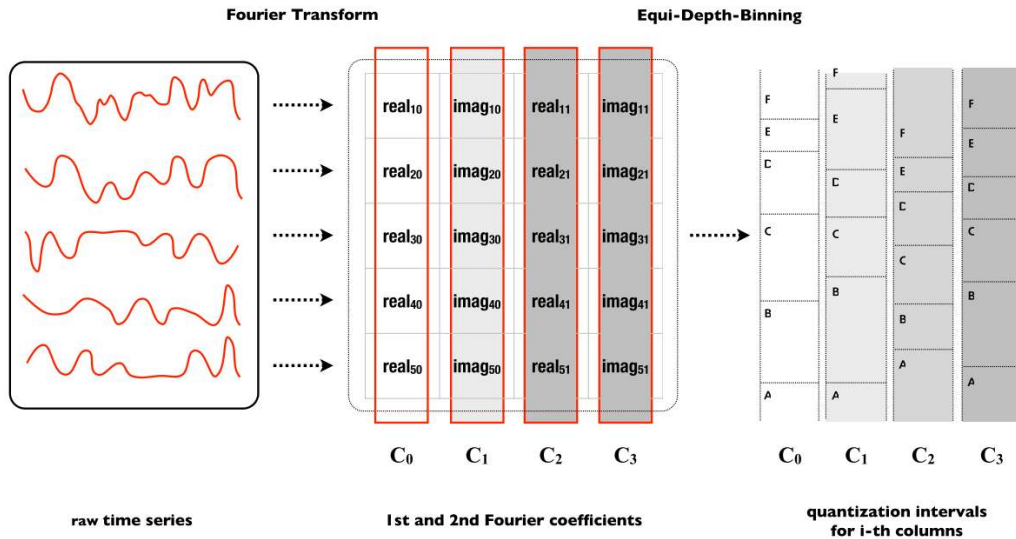 Fourier Transform
Equi-Depth-Binning
real10 imag10 real11 imag11
real20 imag20 real21 imag21
real30 imag30 real31 imag31
real40 imag40 real41 imag41
real50 imag50 real51 imag51
F
E
D
C
B
A
F
E
D
C
B
A
F
E
D
C
B
A
F
E
D
C
B
A
C0 C1 C2 C3
C0 C1 C2 C3
raw time series
1st and 2nd Fourier coefficients
quantization intervals
for i-th columns